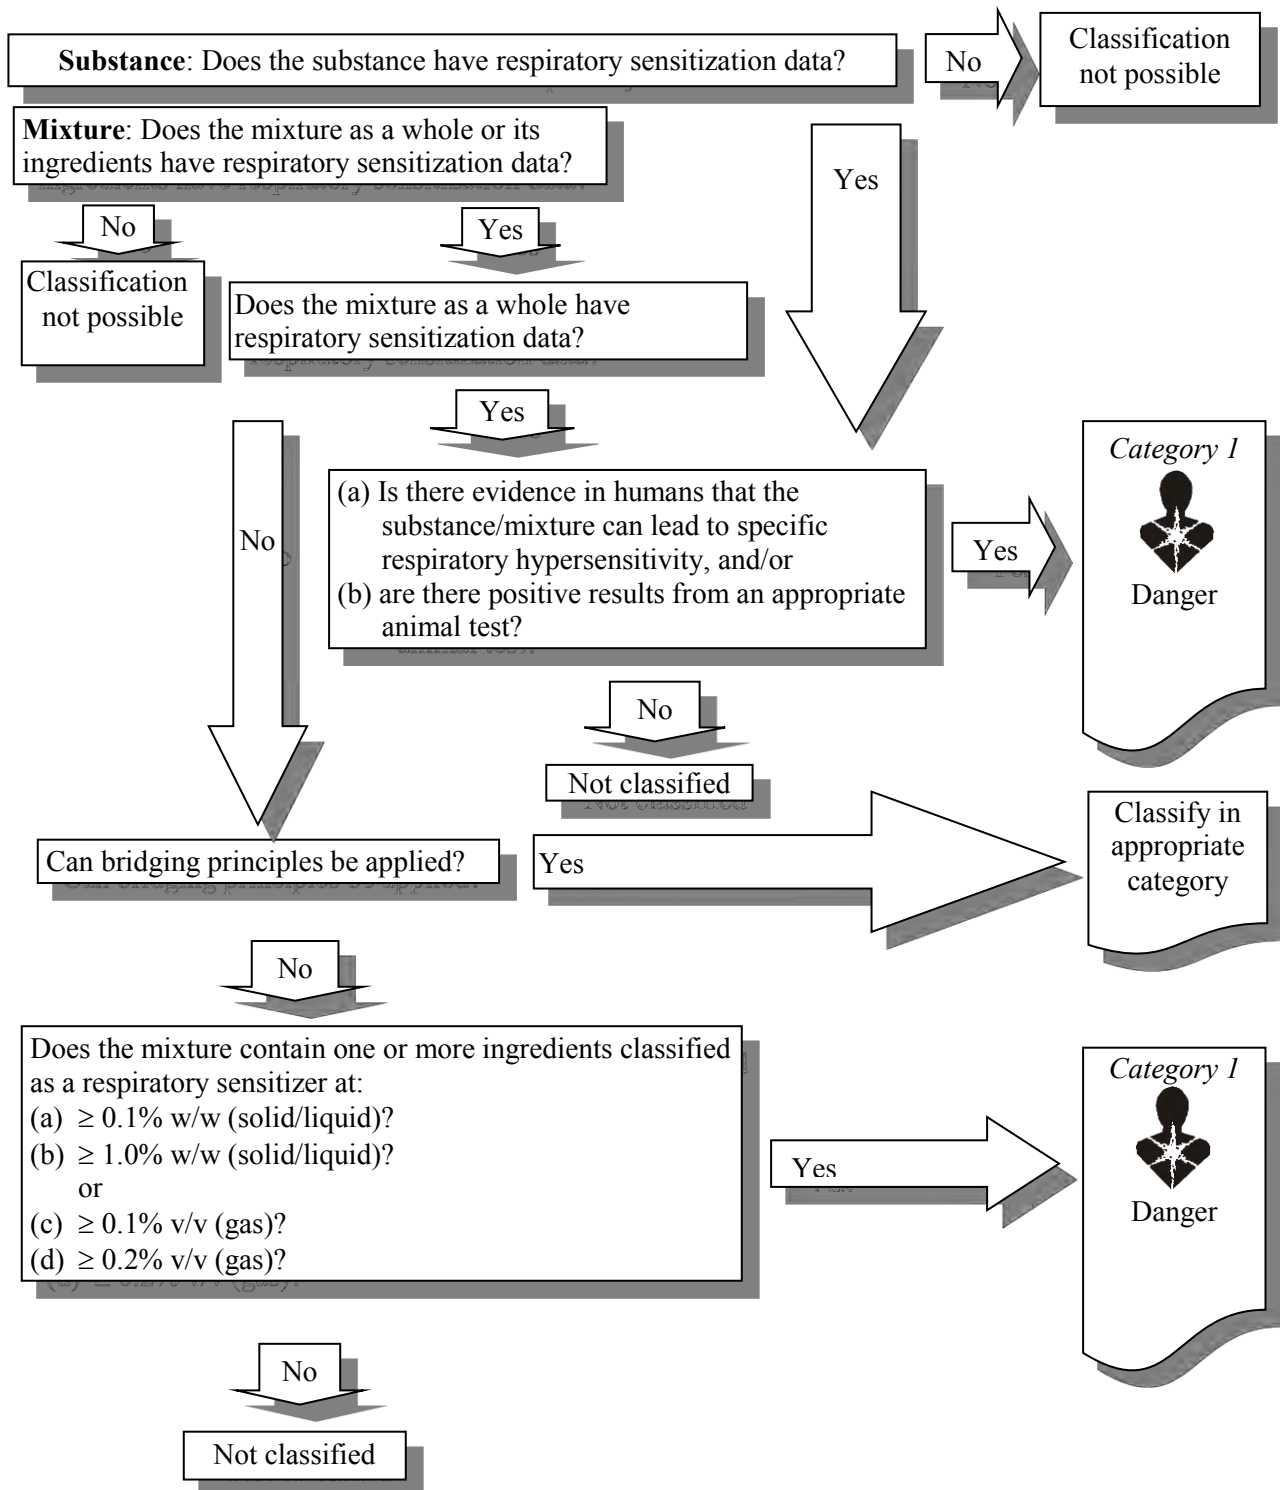 Substance: Does the substance have respiratory sensitization data?
No
Classification
not possible
Mixture: Does the mixture as a whole or its
ingredients have respiratory sensitization data?
Yes
No
Yes
Classification
not possible
Does the mixture as a whole have
respiratory sensitization data?
Yes
No
(a) Is there evidence in humans that the
substance/mixture can lead to specific
respiratory hypersensitivity, and/or
(b) are there positive results from an appropriate
animal test?
Yes
Category 1
Danger
No
Not classified
Can bridging principles be applied?
Yes
Classify in
appropriate
category
No
Does the mixture contain one or more ingredients classified
as a respiratory sensitizer at:
(a) ≥ 0.1% w/w (solid/liquid)?
(b) ≥ 1.0% w/w (solid/liquid)?
or
(c) ≥ 0.1% v/v (gas)?
(d) ≥ 0.2% v/v (gas)?
Yes
Category 1
Danger
No
Not classified